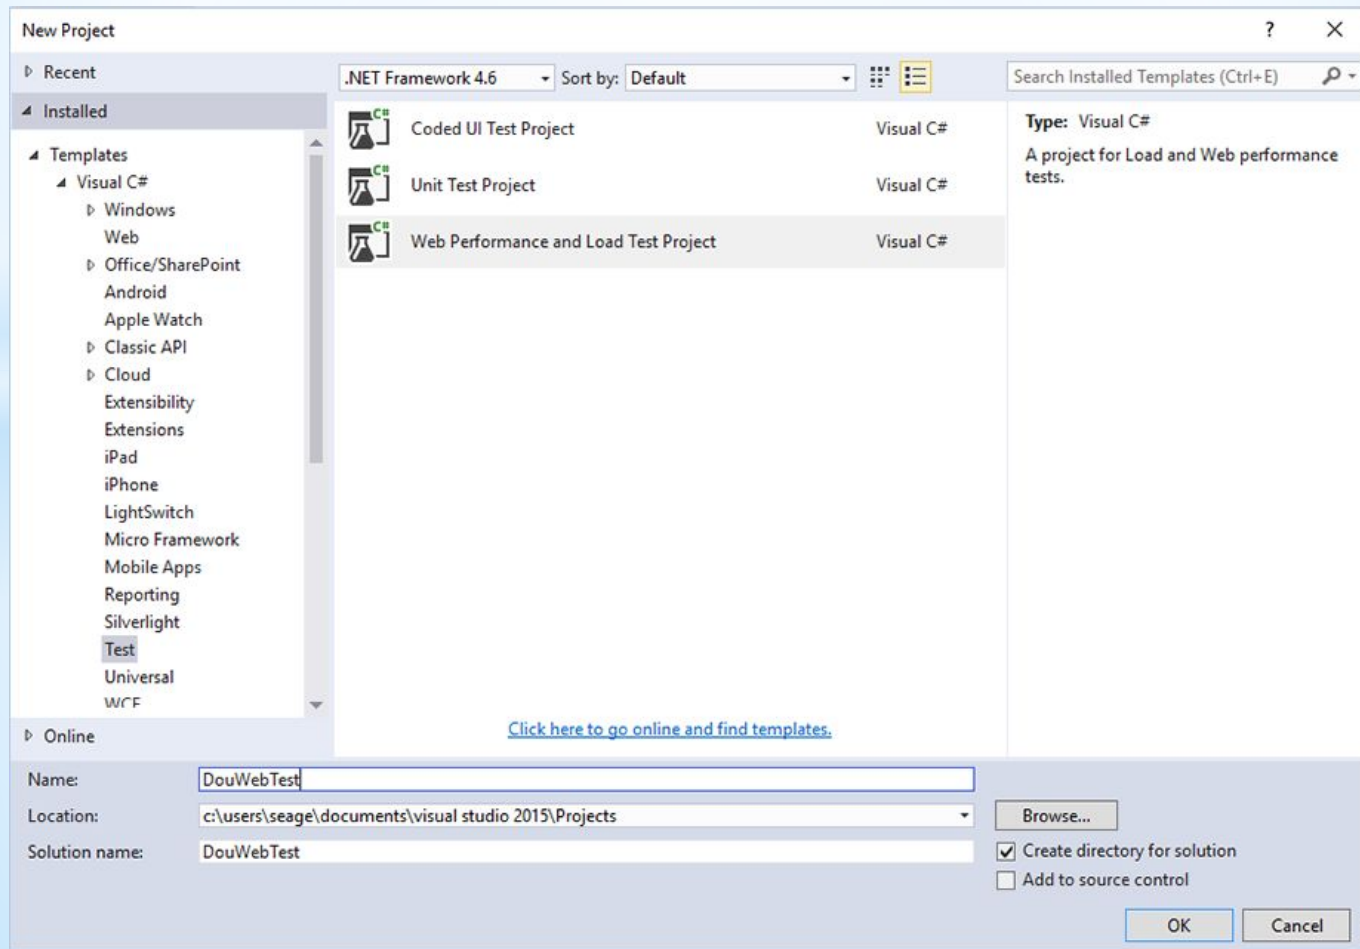 New Project
?
Recent
.NET Framework 4.6
Sort by: Default
Search Installed Templates (Ctrl+E)
Installed
Templates
Visual C#
Windows
Web
Office/SharePoint
Android
Apple Watch
Classic API
Cloud
Extensibility
Extensions
iPad
iPhone
LightSwitch
Micro Framework
Mobile Apps
Reporting
Silverlight
Test
Universal
WCF
Online
C# Coded UI Test Project Visual C#
C# Unit Test Project Visual C#
C# Web Performance and Load Test Project Visual C#
Click here to go online and find templates.
Type: Visual C#
A project for Load and Web performance
tests.
Name: DouWebTest
Location: c:\users\seage\documents\visual studio 2015\Projects
Browse...
Solution name: DouWebTest
Create directory for solution
Add to source control
OK
Cancel